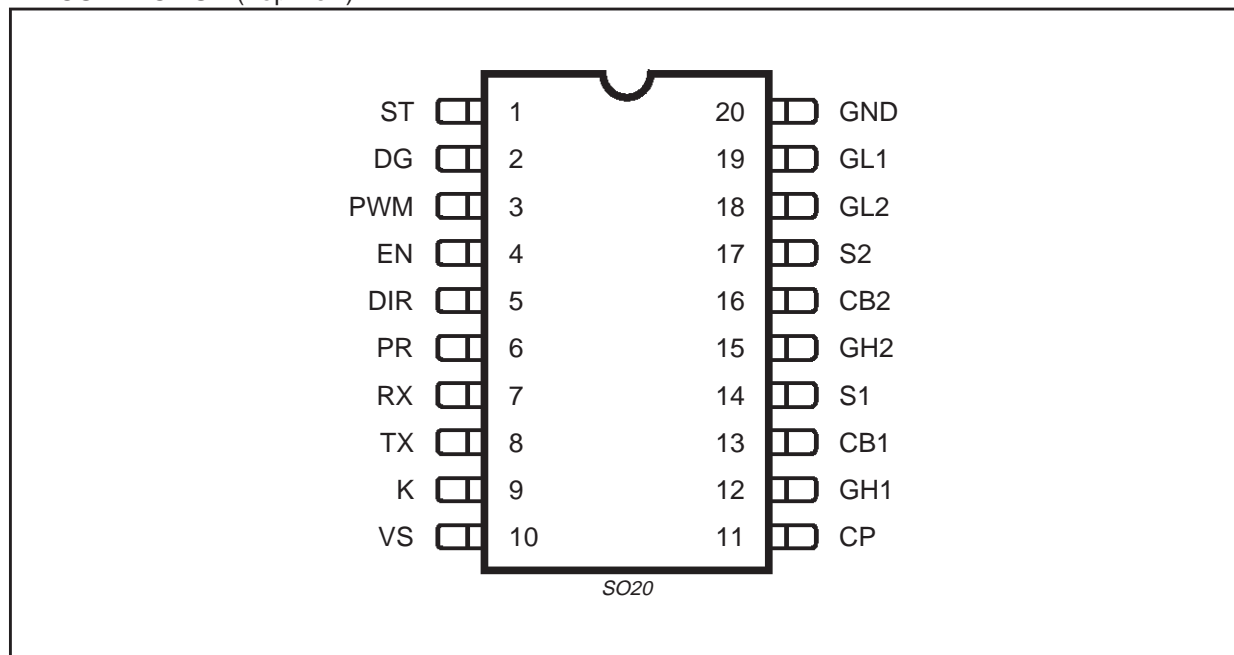 ST 1 20 GND
DG 2 19 GL1
PWM 3 18 GL2
EN 4 17 S2
DIR 5 16 CB2
PR 6 15 GH2
RX 7 14 S1
TX 8 13 CB1
K 9 12 GH1
VS 10 11 CP
SO20